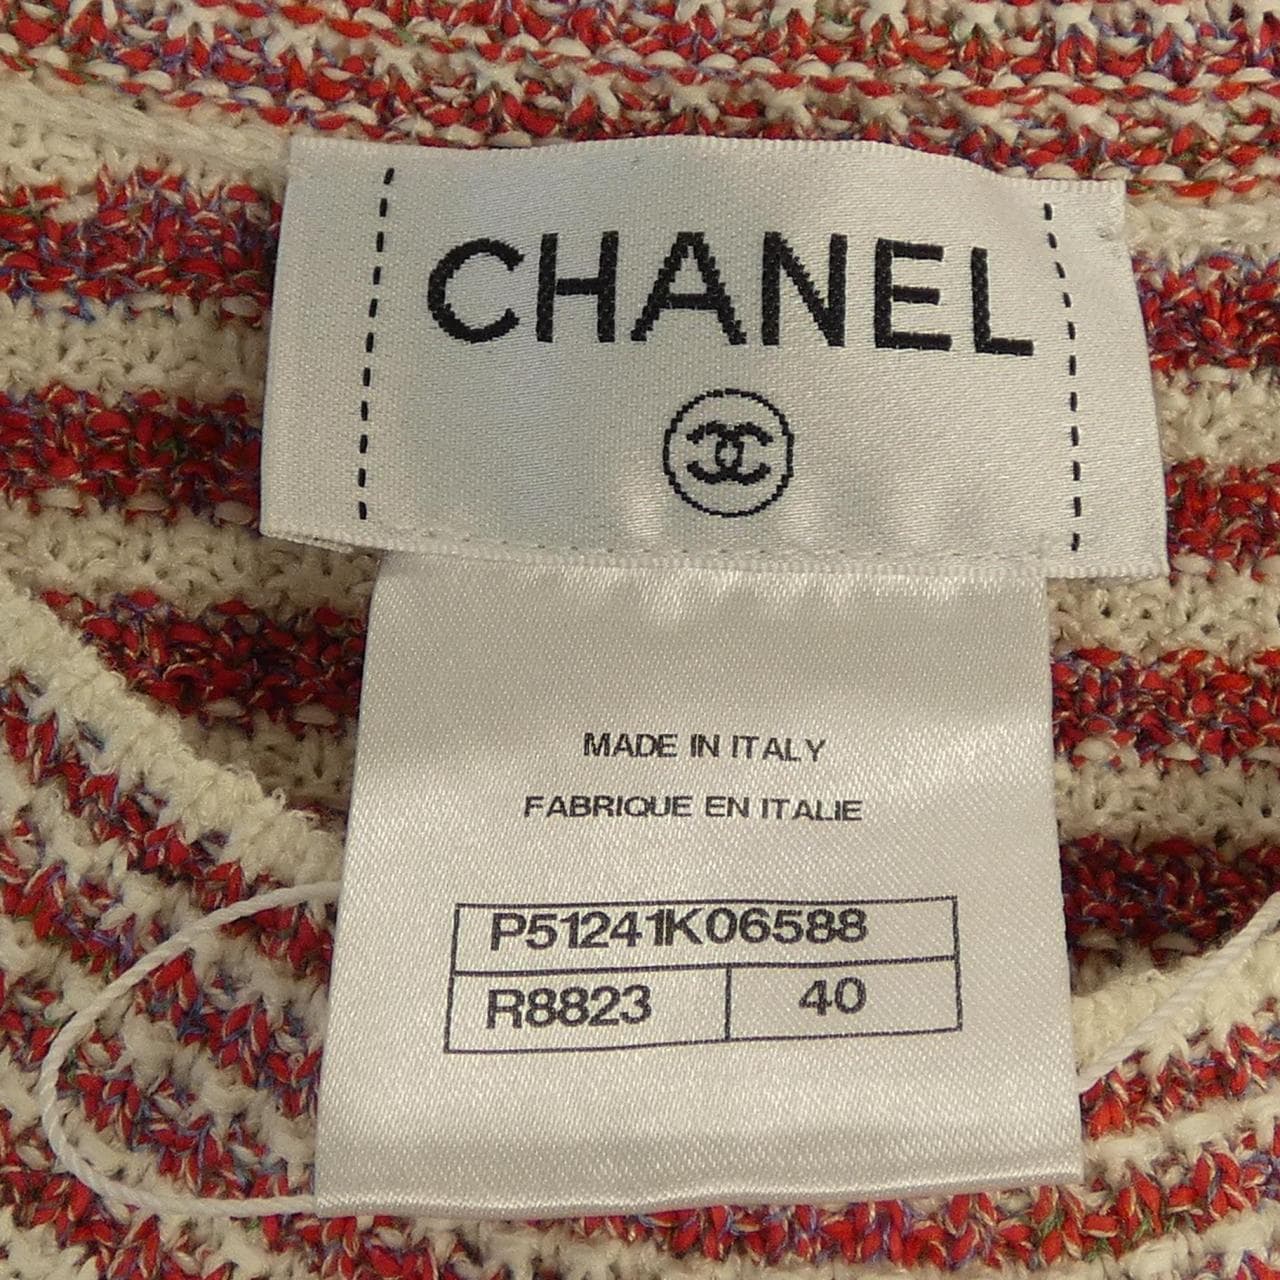 CHANEL
MADE IN ITALY
FABRIQUE EN ITALIE
P51241K06588
R8823 40